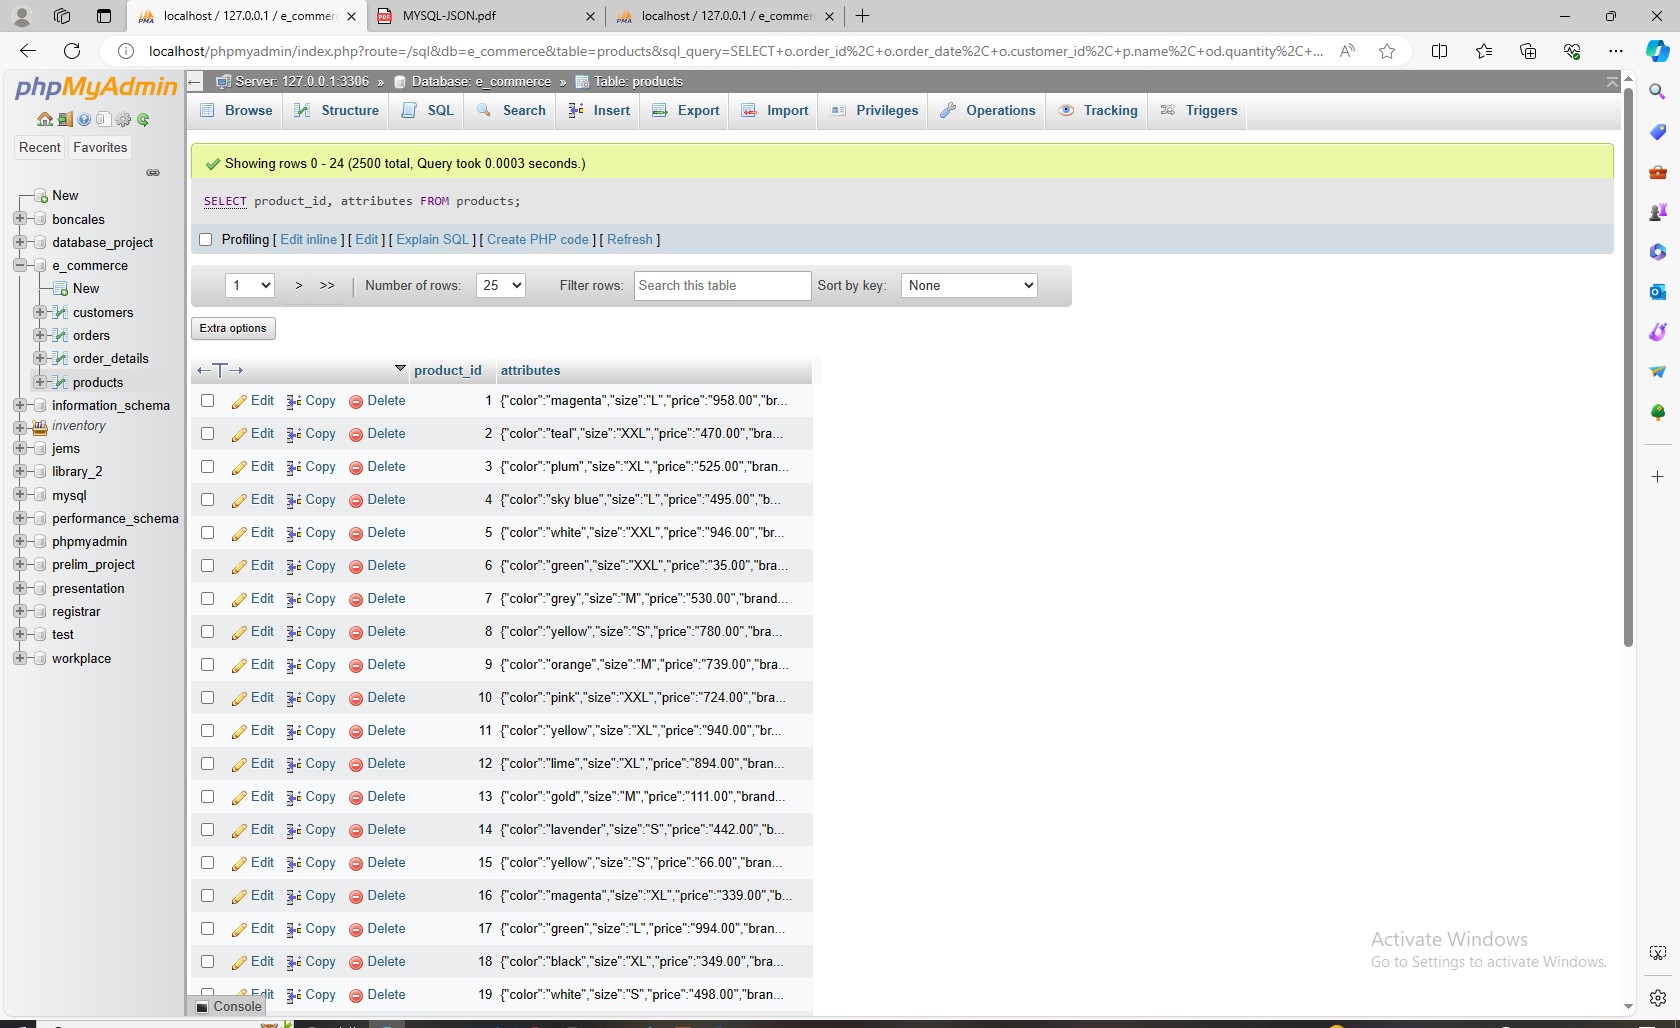 localhost / 127.0.0.1 / e_commer
MYSQL-JSON.pdf
localhost / 127.0.0.1 / e_commer
localhost/phpmyadmin/index.php?route=/sql&db=e_commerce&table=products&sql_query=SELECT+o.order_id%2C+o.order_date%2C+o.customer_id%2C+p.name%2C+od.quantity%2C+...
phpMyAdmin
Recent
Favorites
New
boncales
database_project
e_commerce
New
customers
orders
order_details
products
information_schema
inventory
jems
library_2
mysql
performance_schema
phpmyadmin
prelim_project
presentation
registrar
test
workplace
Server: 127.0.0.1:3306 » Database: e_commerce » Table: products
Browse Structure SQL Search Insert Export Import Privileges Operations Tracking Triggers
Showing rows 0 - 24 (2500 total, Query took 0.0003 seconds.)
SELECT product_id, attributes FROM products;
Profiling [ Edit inline ] [ Edit ] [ Explain SQL ] [ Create PHP code ] [ Refresh ]
1 > >> | Number of rows: 25 Filter rows: Search this table Sort by key: None
Extra options
←T→ product_id attributes
Edit Copy Delete 1 {"color":"magenta","size":"L","price":"958.00","br...
Edit Copy Delete 2 {"color":"teal","size":"XXL","price":"470.00","bra...
Edit Copy Delete 3 {"color":"plum","size":"XL","price":"525.00","bran...
Edit Copy Delete 4 {"color":"sky blue","size":"L","price":"495.00","b...
Edit Copy Delete 5 {"color":"white","size":"XXL","price":"946.00","br...
Edit Copy Delete 6 {"color":"green","size":"XXL","price":"35.00","bra...
Edit Copy Delete 7 {"color":"grey","size":"M","price":"530.00","brand...
Edit Copy Delete 8 {"color":"yellow","size":"S","price":"780.00","bra...
Edit Copy Delete 9 {"color":"orange","size":"M","price":"739.00","bra...
Edit Copy Delete 10 {"color":"pink","size":"XXL","price":"724.00","bra...
Edit Copy Delete 11 {"color":"yellow","size":"XL","price":"940.00","br...
Edit Copy Delete 12 {"color":"lime","size":"XL","price":"894.00","bran...
Edit Copy Delete 13 {"color":"gold","size":"M","price":"111.00","brand...
Edit Copy Delete 14 {"color":"lavender","size":"S","price":"442.00","b...
Edit Copy Delete 15 {"color":"yellow","size":"S","price":"66.00","bran...
Edit Copy Delete 16 {"color":"magenta","size":"XL","price":"339.00","b...
Edit Copy Delete 17 {"color":"green","size":"L","price":"994.00","bran...
Edit Copy Delete 18 {"color":"black","size":"XL","price":"349.00","bra...
Edit Copy Delete 19 {"color":"white","size":"S","price":"498.00","bran...
Console
Activate Windows
Go to Settings to activate Windows.